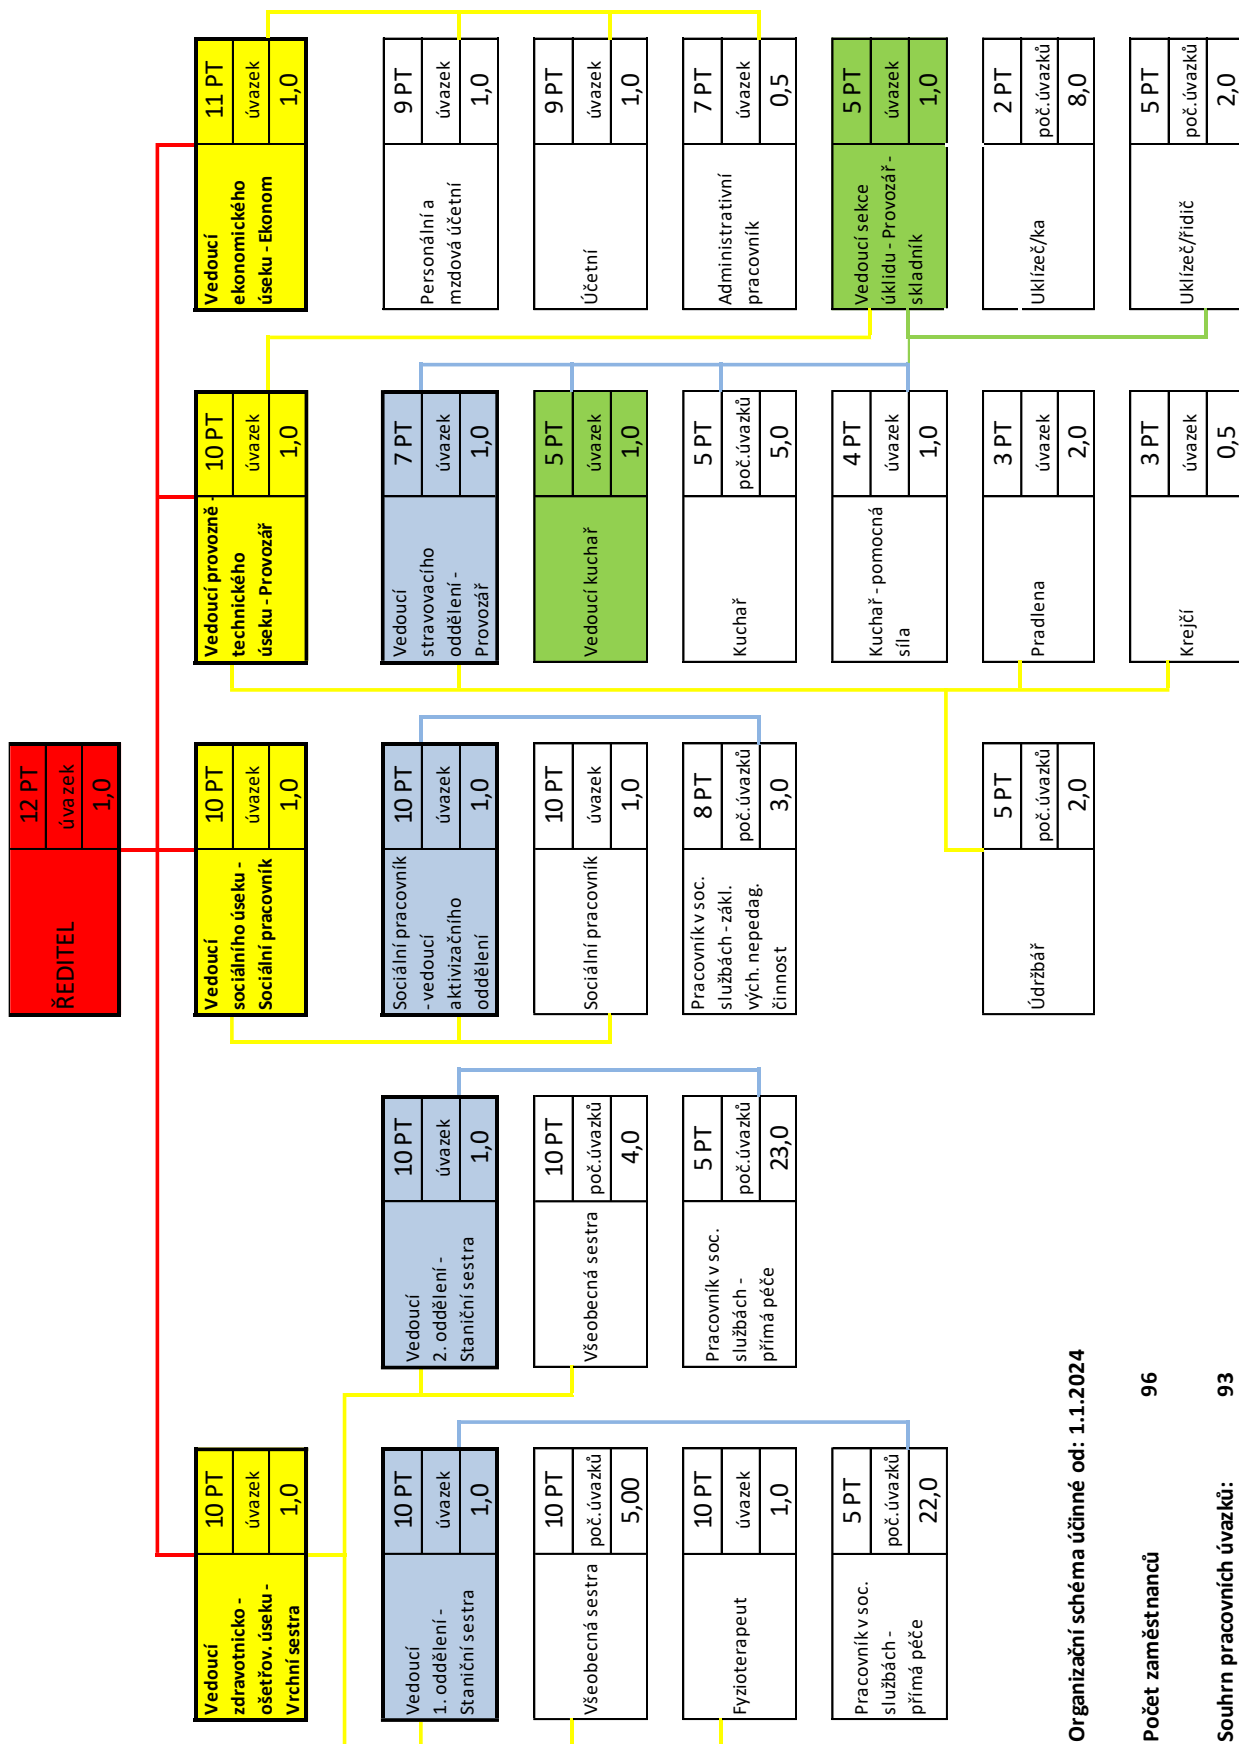 ŘEDITEL
12 PT
úvazek
1,0
Vedoucí
zdravotnicko -
ošetřov. úseku -
Vrchní sestra
10 PT
úvazek
1,0
Vedoucí
sociálního úseku -
Sociální pracovník
10 PT
úvazek
1,0
Vedoucí provozně -
technického
úseku - Provozář
10 PT
úvazek
1,0
Vedoucí
ekonomického
úseku - Ekonom
11 PT
úvazek
1,0
Vedoucí
1. oddělení -
Staniční sestra
10 PT
úvazek
1,0
Vedoucí
2. oddělení -
Staniční sestra
10 PT
úvazek
1,0
Sociální pracovník
- vedoucí
aktivizačního
oddělení
10 PT
úvazek
1,0
Vedoucí
stravovacího
oddělení -
Provozář
7 PT
úvazek
1,0
Personální a
mzdová účetní
9 PT
úvazek
1,0
Všeobecná sestra
10 PT
poč.úvazků
5,00
Všeobecná sestra
10 PT
poč.úvazků
4,0
Sociální pracovník
10 PT
úvazek
1,0
Vedoucí kuchař
5 PT
úvazek
1,0
Účetní
9 PT
úvazek
1,0
Fyzioterapeut
10 PT
úvazek
1,0
Pracovník v soc.
službách -
přímá péče
5 PT
poč.úvazků
23,0
Pracovník v soc.
službách - zákl.
vých. nepedag.
činnost
8 PT
poč.úvazků
3,0
Kuchař
5 PT
poč.úvazků
5,0
Administrativní
pracovník
7 PT
úvazek
0,5
Pracovník v soc.
službách -
přímá péče
5 PT
poč.úvazků
22,0
Kuchař - pomocná
síla
4 PT
úvazek
1,0
Vedoucí sekce
úklidu - Provozář -
skladník
5 PT
úvazek
1,0
Údržbář
5 PT
poč.úvazků
2,0
Pradlena
3 PT
úvazek
2,0
Uklízeč/ka
2 PT
poč.úvazků
8,0
Krejčí
3 PT
úvazek
0,5
Uklízeč/řidič
5 PT
poč.úvazků
2,0
Organizační schéma účinné od: 1.1.2024
Počet zaměstnanců 96
Souhrn pracovních úvazků: 93